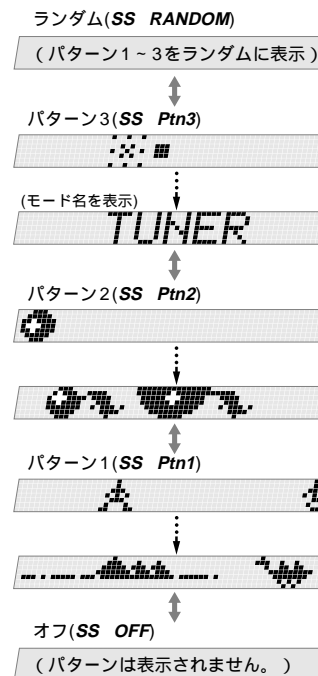 ランダム(SS RANDOM)
(パターン1~3をランダムに表示)
パターン3(SS Ptn3)
(モード名を表示)
TUNER
パターン2(SS Ptn2)
パターン1(SS Ptn1)
オフ(SS OFF)
(パターンは表示されません。)